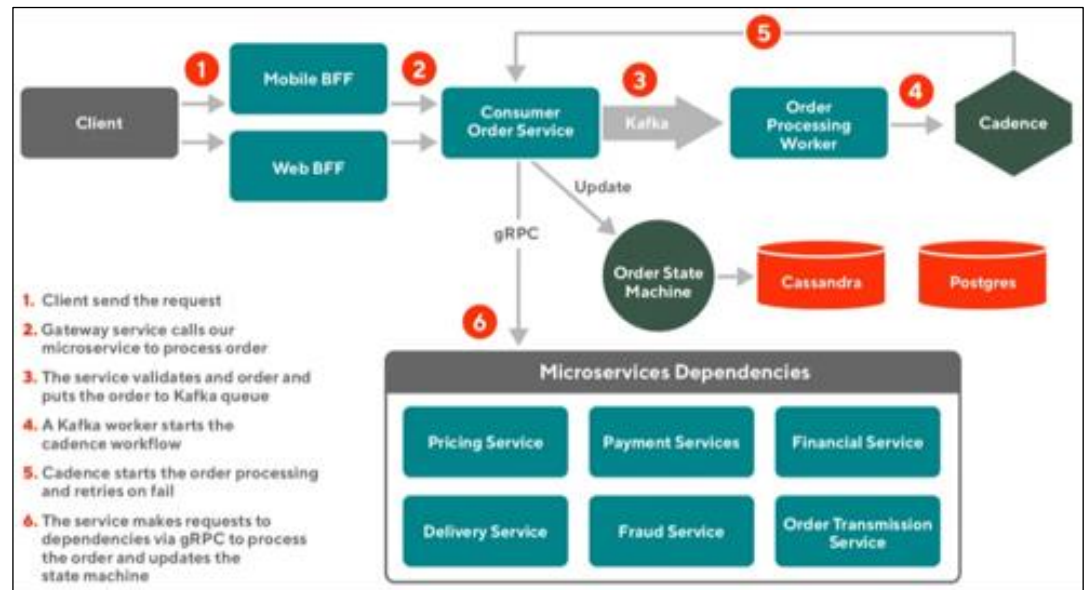 5
1
Mobile BFF
2
3
4
Client
Consumer
Order Service
Kafka
Order
Processing
Worker
Cadence
Web BFF
Update
gRPC
Order State
Machine
Cassandra
Postgres
6
1. Client send the request
2. Gateway service calls our
microservice to process order
3. The service validates and order and
puts the order to Kafka queue
4. A Kafka worker starts the
cadence workflow
5. Cadence starts the order processing
and retries on fail
6. The service makes requests to
dependencies via gRPC to process
the order and updates the
state machine
Microservices Dependencies
Pricing Service
Payment Services
Financial Service
Delivery Service
Fraud Service
Order Transmission
Service